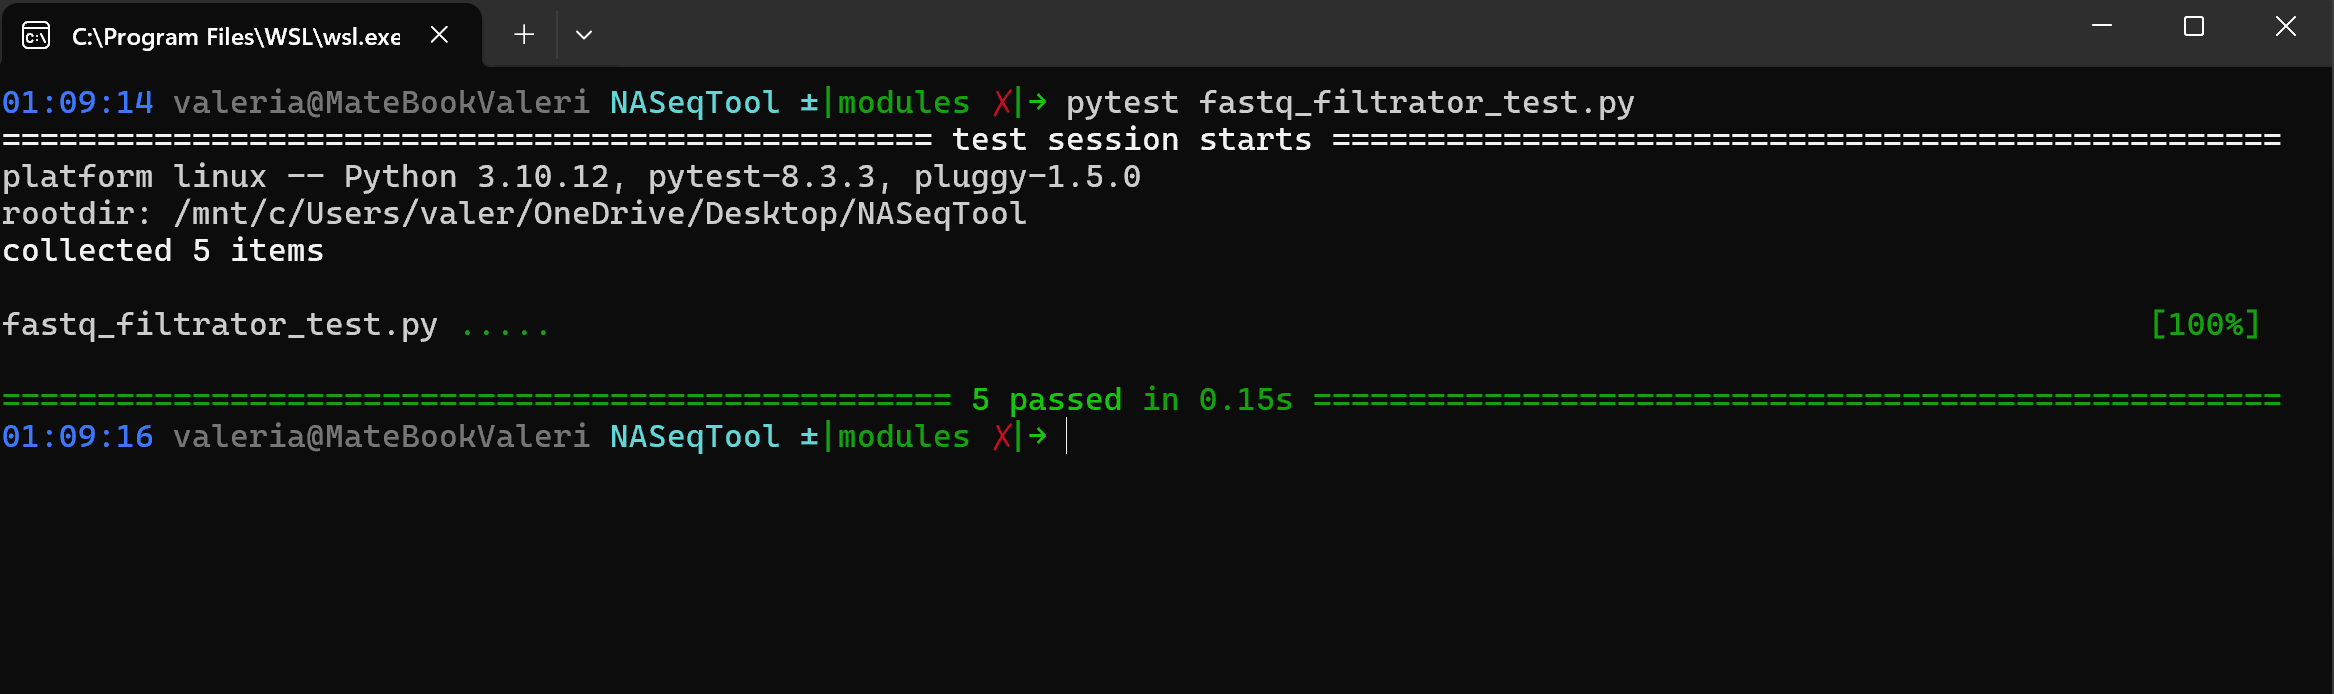 C:\Program Files\WSL\wsl.exe
01:09:14 valeria@MateBookValeri NASeqTool ±|modules ✗|→ pytest fastq_filtrator_test.py
================================================= test session starts ==================================================
platform linux -- Python 3.10.12, pytest-8.3.3, pluggy-1.5.0
rootdir: /mnt/c/Users/valer/OneDrive/Desktop/NASeqTool
collected 5 items
fastq_filtrator_test.py ..... [100%]
================================================== 5 passed in 0.15s ===================================================
01:09:16 valeria@MateBookValeri NASeqTool ±|modules ✗|→